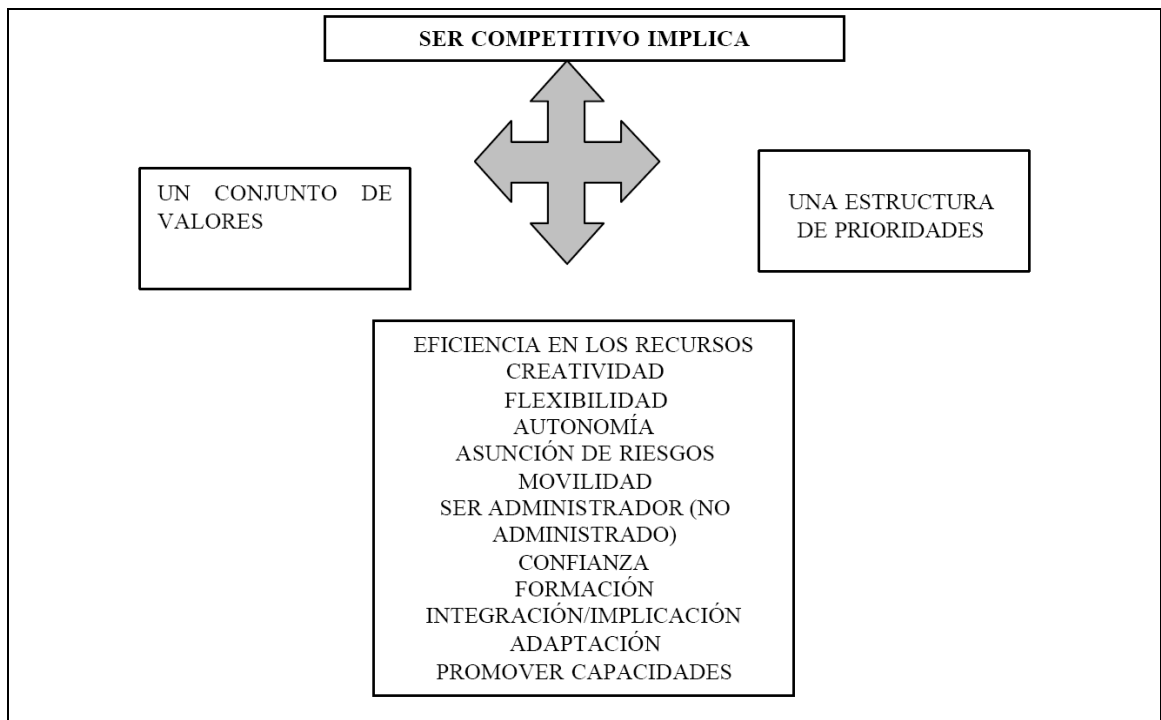 SER COMPETITIVO IMPLICA
UN CONJUNTO DE
VALORES
UNA ESTRUCTURA
DE PRIORIDADES
EFICIENCIA EN LOS RECURSOS
CREATIVIDAD
FLEXIBILIDAD
AUTONOMÍA
ASUNCIÓN DE RIESGOS
MOVILIDAD
SER ADMINISTRADOR (NO
ADMINISTRADO)
CONFIANZA
FORMACIÓN
INTEGRACIÓN/IMPLICACIÓN
ADAPTACIÓN
PROMOVER CAPACIDADES